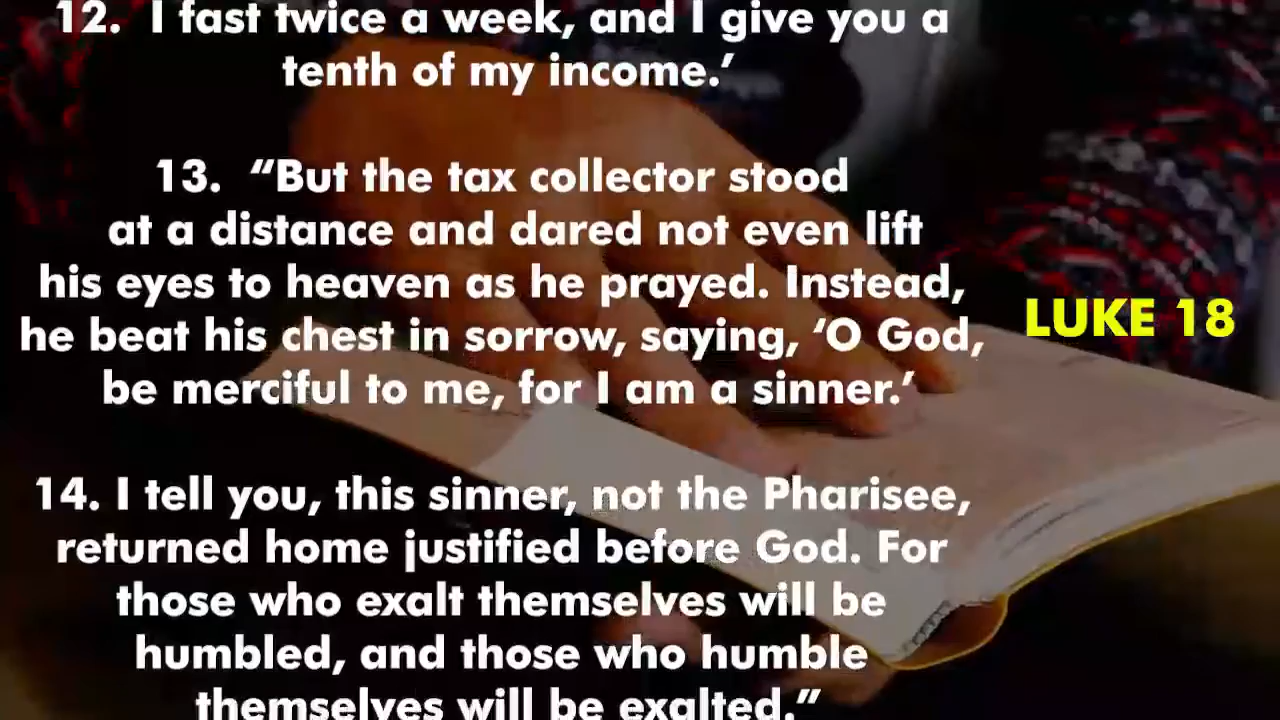 12.  I fast twice a week, and I give you a
tenth of my income.’
13.  “But the tax collector stood
at a distance and dared not even lift
his eyes to heaven as he prayed. Instead,
he beat his chest in sorrow, saying, ‘O God,
be merciful to me, for I am a sinner.’
14. I tell you, this sinner, not the Pharisee,
returned home justified before God. For
those who exalt themselves will be
humbled, and those who humble
themselves will be exalted.”
LUKE 18